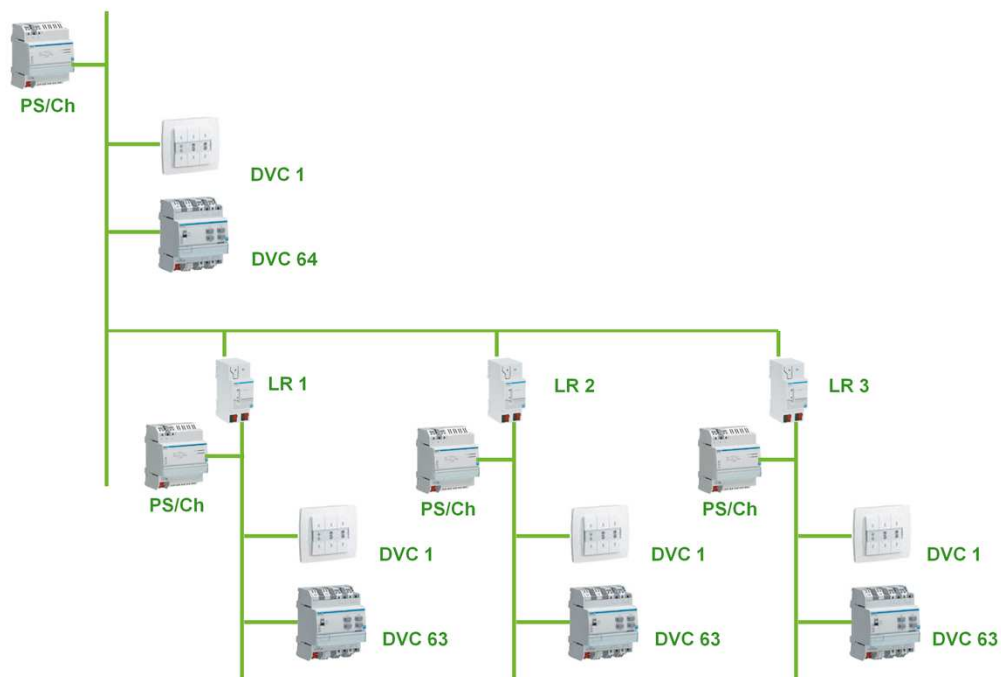 PS/Ch
DVC 1
DVC 64
LR 1
LR 2
LR 3
PS/Ch
PS/Ch
PS/Ch
DVC 1
DVC 1
DVC 1
DVC 63
DVC 63
DVC 63